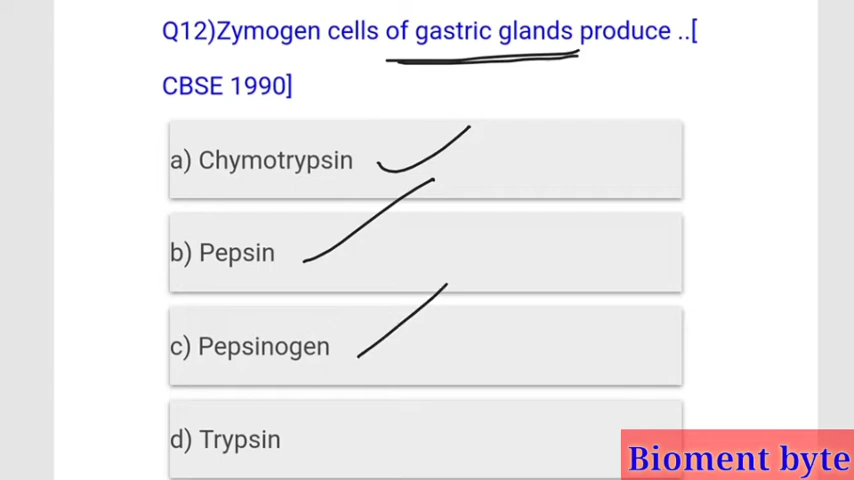 Q12)Zymogen cells of gastric glands produce ..[
CBSE 1990]
a) Chymotrypsin
b) Pepsin
c) Pepsinogen
d) Trypsin
Bioment byte